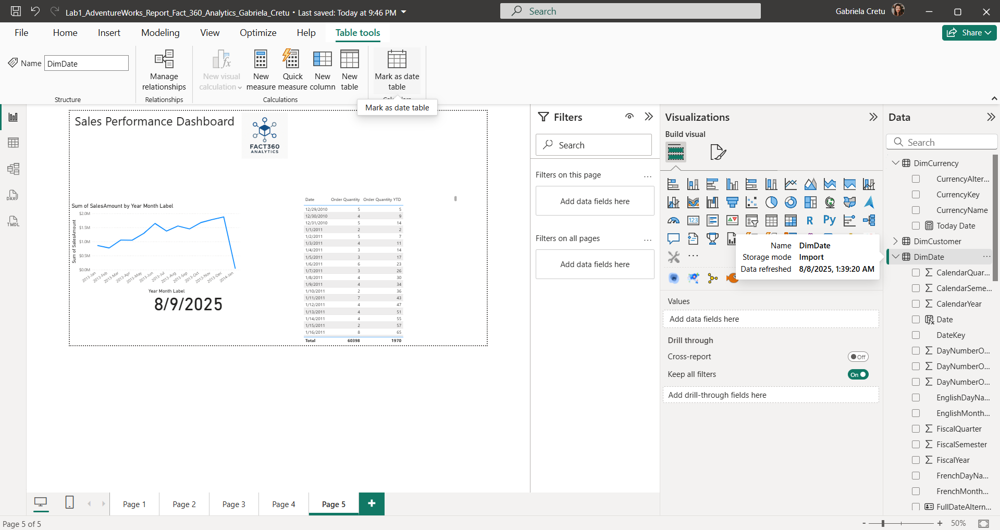 Lab1_AdventureWorks_Report_Fact_360_Analytics_Gabriela_Cretu • Last saved: Today at 9:46 PM
Search
Gabriela Cretu
File Home Insert Modeling View Optimize Help Table tools
Share
Name DimDate
Manage relationships
New visual calculation
New measure
Quick measure
New column
New table
Mark as date table
Structure
Relationships
Calculations
Mark as date table
Sales Performance Dashboard
FACT360
ANALYTICS
Sum of SalesAmount by Year Month Label
Sum of SalesAmount
$2.0M
$1.5M
$1.0M
$0.5M
$0.0M
2013-Jan 2013-Feb 2013-Mar 2013-Apr 2013-May 2013-Jun 2013-Jul 2013-Aug 2013-Sep 2013-Oct 2013-Nov 2013-Dec 2014-Jan
Year Month Label
8/9/2025
Date Order Quantity Order Quantity YTD
12/29/2010 5 5
12/30/2010 4 9
12/31/2010 5 14
1/1/2011 2 2
1/2/2011 5 7
1/3/2011 4 11
1/4/2011 3 14
1/5/2011 3 17
1/6/2011 6 23
1/7/2011 3 26
1/8/2011 4 30
1/9/2011 4 34
1/10/2011 2 36
1/11/2011 7 43
1/12/2011 4 47
1/13/2011 4 51
1/14/2011 4 55
1/15/2011 2 57
1/16/2011 8 65
Total 60398 1970
Filters
Search
Filters on this page
...
Add data fields here
Filters on all pages
...
Add data fields here
Visualizations
Build visual
123
R
Py
...
Name DimDate
Storage mode Import
Data refreshed 8/8/2025, 1:39:20 AM
Values
Add data fields here
Drill through
Cross-report
Off
Keep all filters
On
Add drill-through fields here
Data
Search
DimCurrency
CurrencyAlter...
CurrencyKey
CurrencyName
Today Date
DimCustomer
DimDate
...
CalendarQuar...
CalendarSeme...
CalendarYear
Date
DateKey
DayNumberO...
DayNumberO...
DayNumberO...
EnglishDayNa...
EnglishMonth...
FiscalQuarter
FiscalSemester
FiscalYear
FrenchDayNa...
FrenchMonth...
FullDateAltern...
DAX
TMDL
Page 1
Page 2
Page 3
Page 4
Page 5
+
Page 5 of 5
- + 50%